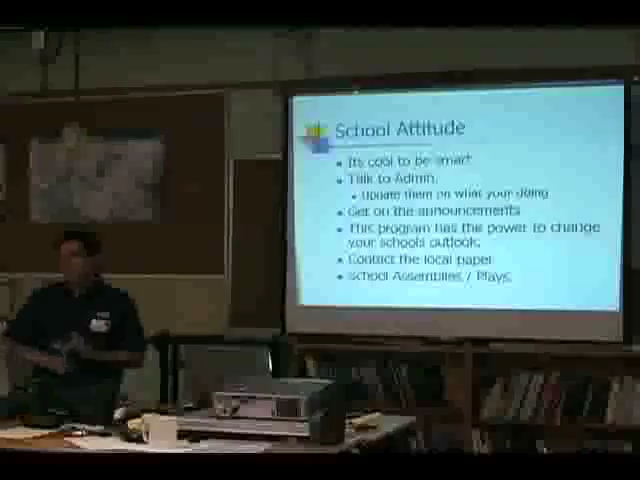 School Attitude
Its cool to be smart
Talk to Admin.
Update them on what your doing
Get on the announcements
This program has the power to change
your schools outlook.
Contact the local paper
School Assemblies / Plays.